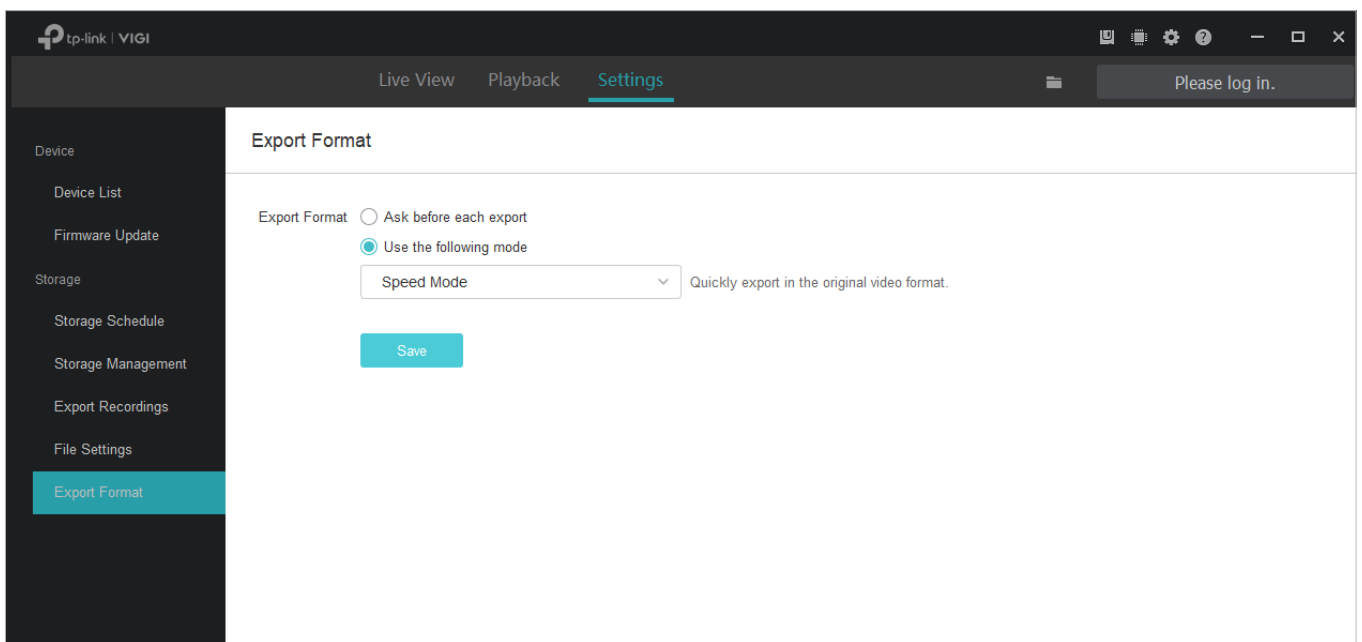 tp-link | VIGI
Live View Playback Settings
Please log in.
Device
Device List
Firmware Update
Storage
Storage Schedule
Storage Management
Export Recordings
File Settings
Export Format
Export Format
Export Format Ask before each export
Use the following mode
Speed Mode Quickly export in the original video format.
Save